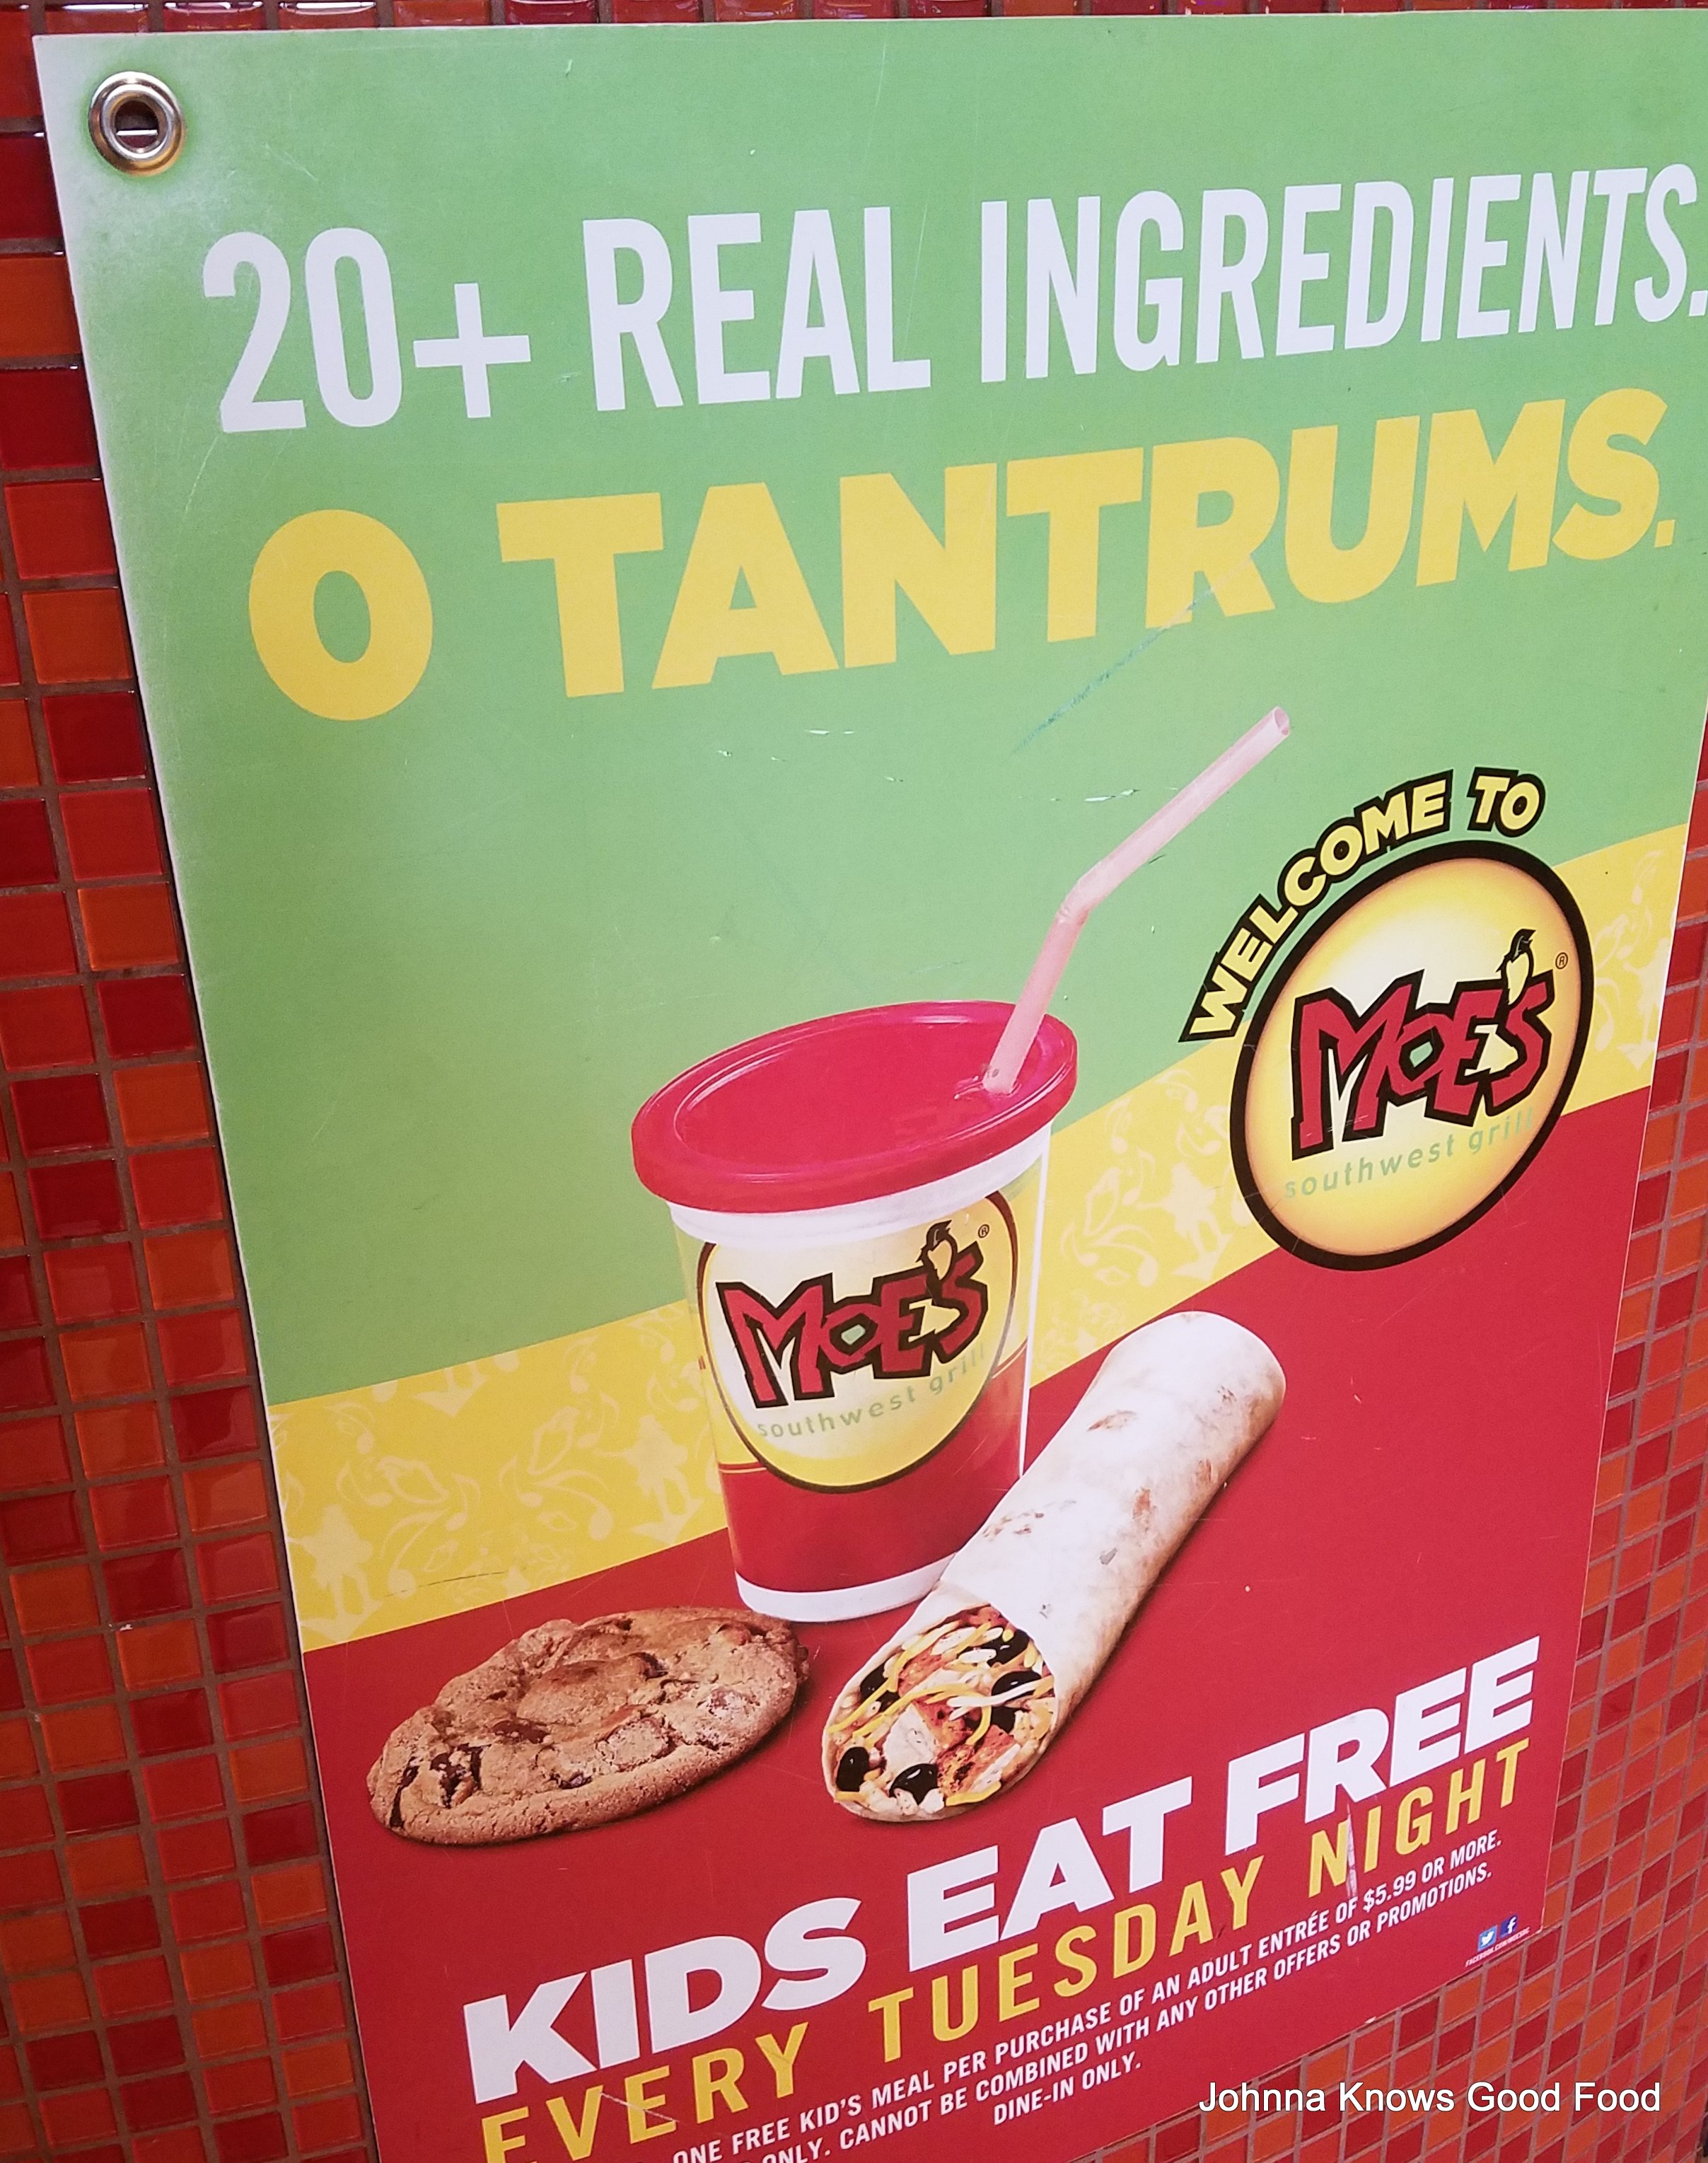 20+ REAL INGREDIENTS.
0 TANTRUMS.
WELCOME TO
MOE'S®
southwest grill
MOE'S®
southwest grill
KIDS EAT FREE
EVERY TUESDAY NIGHT
ONE FREE KID'S MEAL PER PURCHASE OF AN ADULT ENTRÉE OF $5.99 OR MORE.
ONLY. CANNOT BE COMBINED WITH ANY OTHER OFFERS OR PROMOTIONS.
DINE-IN ONLY.
Johnna Knows Good Food